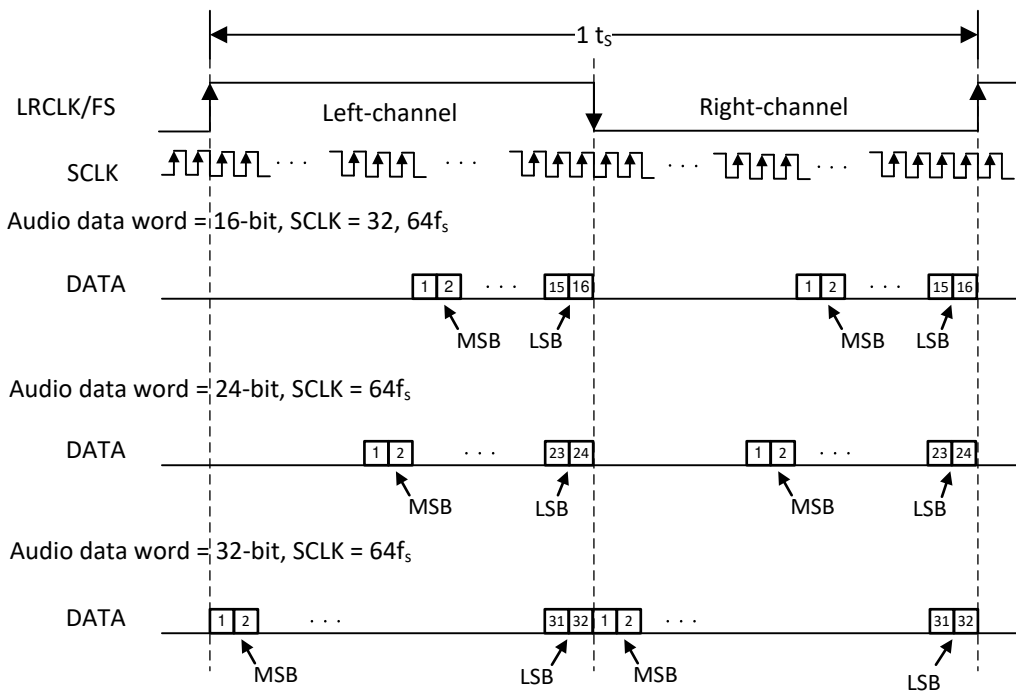 1 tS
LRCLK/FS
Left-channel
Right-channel
SCLK
Audio data word = 16-bit, SCLK = 32, 64fs
DATA
1 2 · · · 15 16 1 2 · · · 15 16
MSB LSB MSB LSB
Audio data word = 24-bit, SCLK = 64fs
DATA
1 2 · · · 23 24 1 2 · · · 23 24
MSB LSB MSB LSB
Audio data word = 32-bit, SCLK = 64fs
DATA
1 2 · · · 31 32 1 2 · · · 31 32
MSB LSB MSB LSB